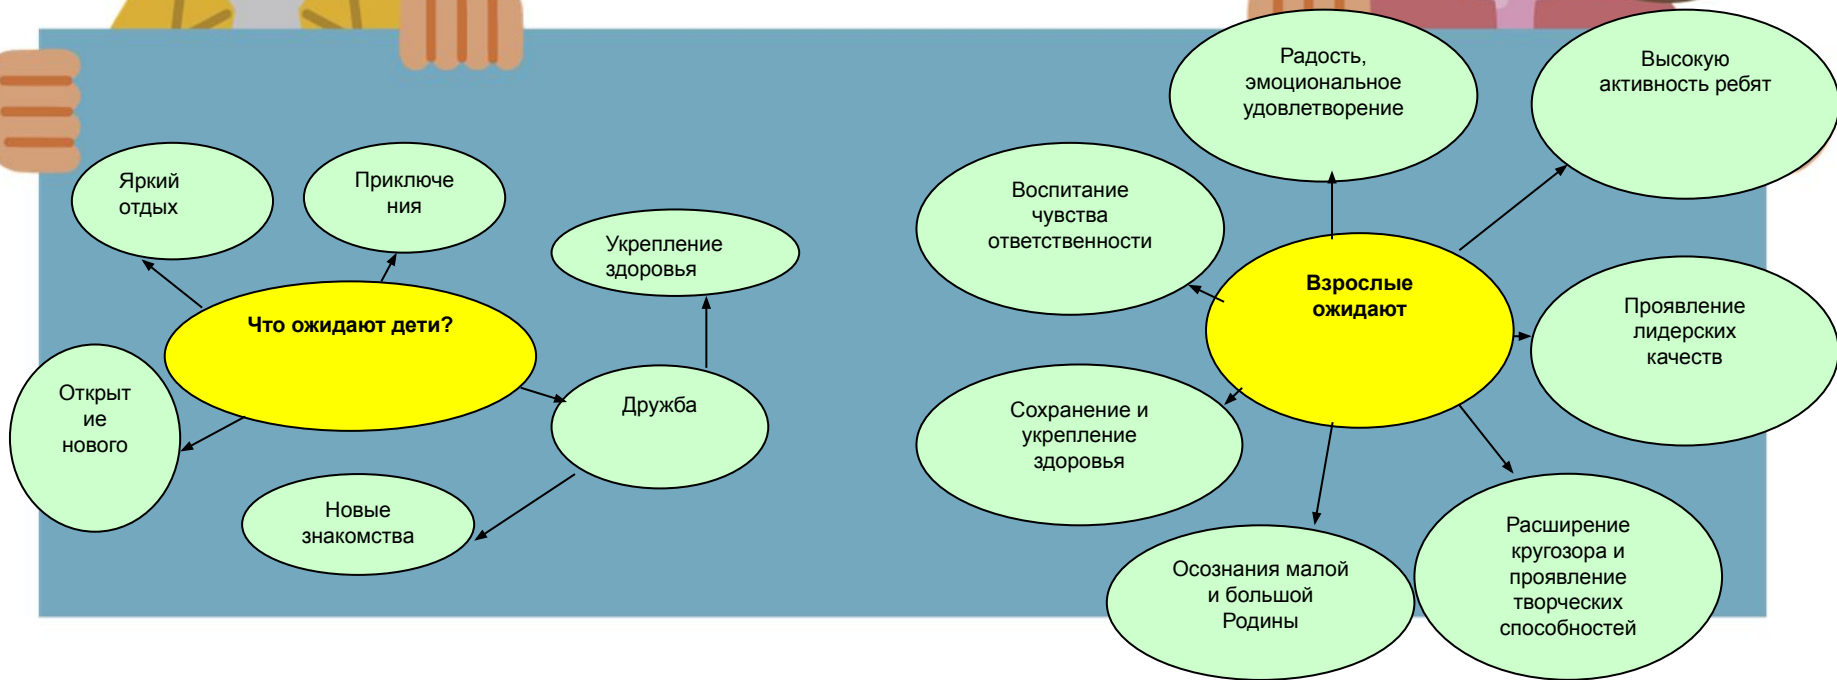 Яркий
отдых
Приключе
ния
Укрепление
здоровья
Что ожидают дети?
Открыт
ие
нового
Дружба
Новые
знакомства
Радость,
эмоциональное
удовлетворение
Высокую
активность ребят
Воспитание
чувства
ответственности
Взрослые
ожидают
Проявление
лидерских
качеств
Сохранение и
укрепление
здоровья
Осознания малой
и большой
Родины
Расширение
кругозора и
проявление
творческих
способностей